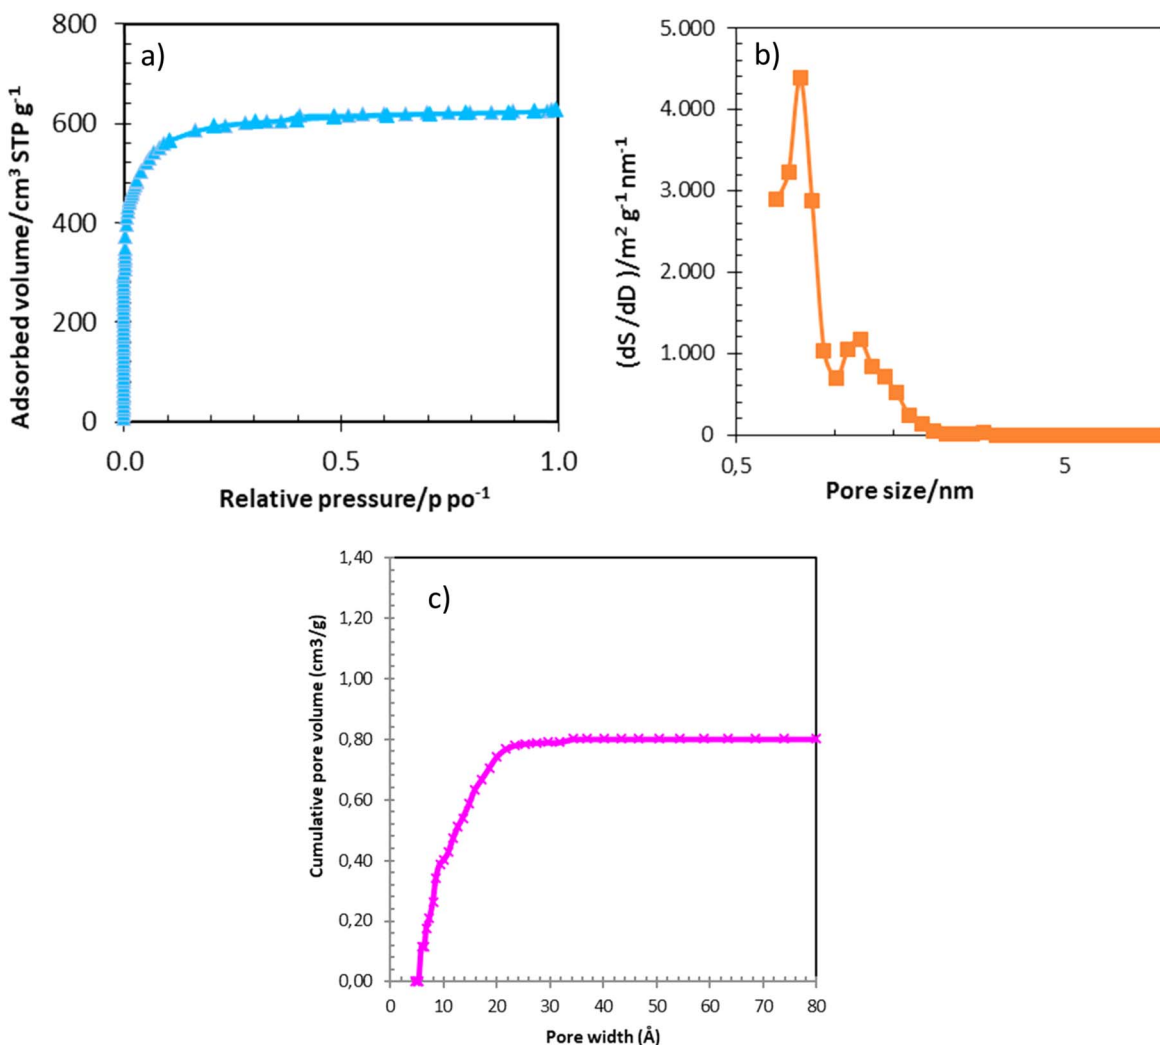 a)
Adsorbed volume/cm³ STP g⁻¹
800
600
400
200
0
0.0 0.5 1.0
Relative pressure/p po⁻¹
b)
(dS /dD )/m² g⁻¹ nm⁻¹
5.000
4.000
3.000
2.000
1.000
0
0,5 5
Pore size/nm
c)
Cumulative pore volume (cm3/g)
1,40
1,20
1,00
0,80
0,60
0,40
0,20
0,00
0 10 20 30 40 50 60 70 80
Pore width (Å)